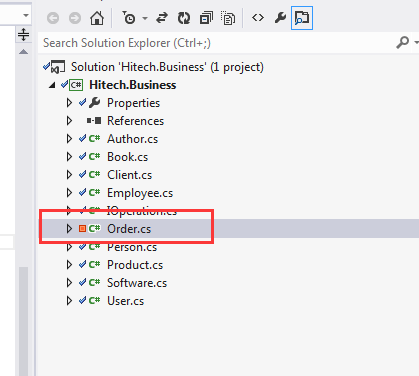 Search Solution Explorer (Ctrl+;)
Solution 'Hitech.Business' (1 project)
C# Hitech.Business
Properties
References
C# Author.cs
C# Book.cs
C# Client.cs
C# Employee.cs
C# IOperation.cs
C# Order.cs
C# Person.cs
C# Product.cs
C# Software.cs
C# User.cs